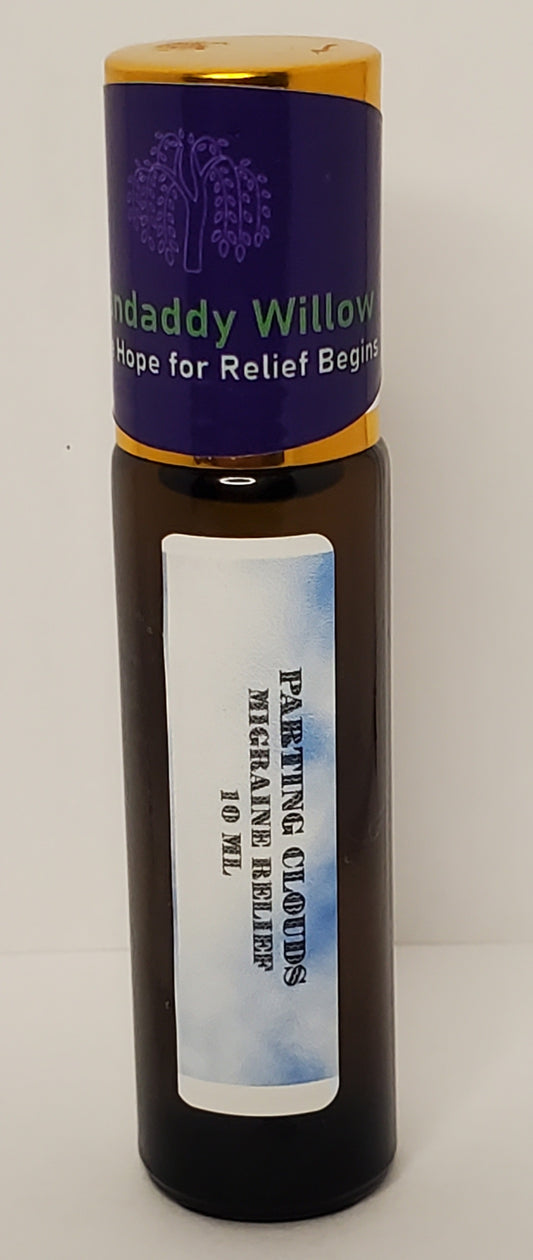 ndaddy Willow
Hope for Relief Begins
PARTING CLOUDS
MIGRAINE RELIEF
10 ML